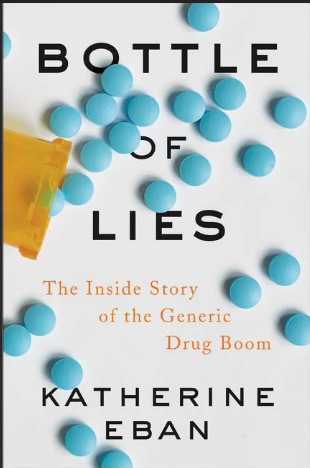 BOTTLE
OF
LIES
The Inside Story
of the Generic
Drug Boom
KATHERINE
EBAN